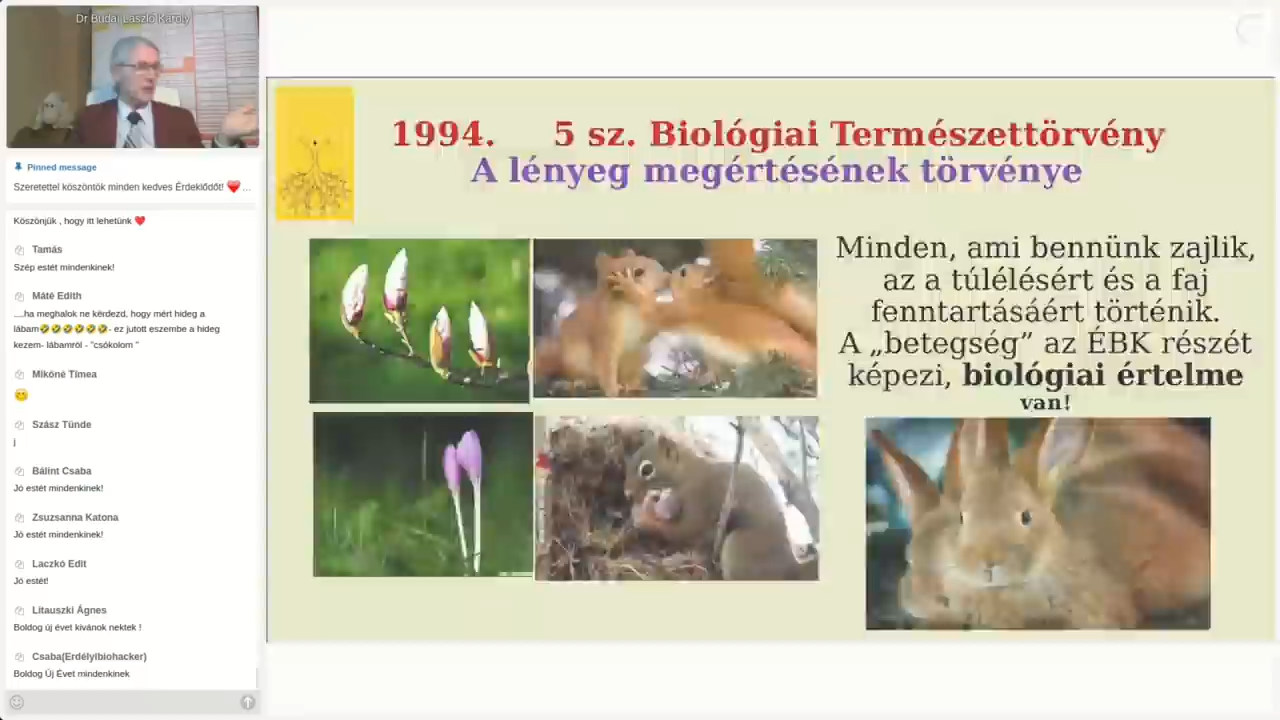 Dr Budai László Károly
Pinned message
Szeretettel köszöntök minden kedves Érdeklődőt! ❤️ ...
Köszönjük , hogy itt lehetünk ❤️
Tamás
Szép estét mindenkinek!
Máté Edith
....ha meghalok ne kérdezd, hogy mért hideg a
lábam🤣🤣🤣🤣🤣🤣- ez jutott eszembe a hideg
kezem- lábamról - "csókolom "
Mikóné Tímea
😊
Szász Tünde
j
Bálint Csaba
Jó estét mindenkinek!
Zsuzsanna Katona
Jó estét mindenkinek!
Laczkó Edit
Jó estét!
Litauszki Ágnes
Boldog új évet kívánok nektek !
Csaba(Erdélyibiohacker)
Boldog Új Évet mindenkinek
1994. 5 sz. Biológiai Természettörvény
A lényeg megértésének törvénye
Minden, ami bennünk zajlik,
az a túlélésért és a faj
fenntartásáért történik.
A „betegség” az ÉBK részét
képezi, biológiai értelme
van!